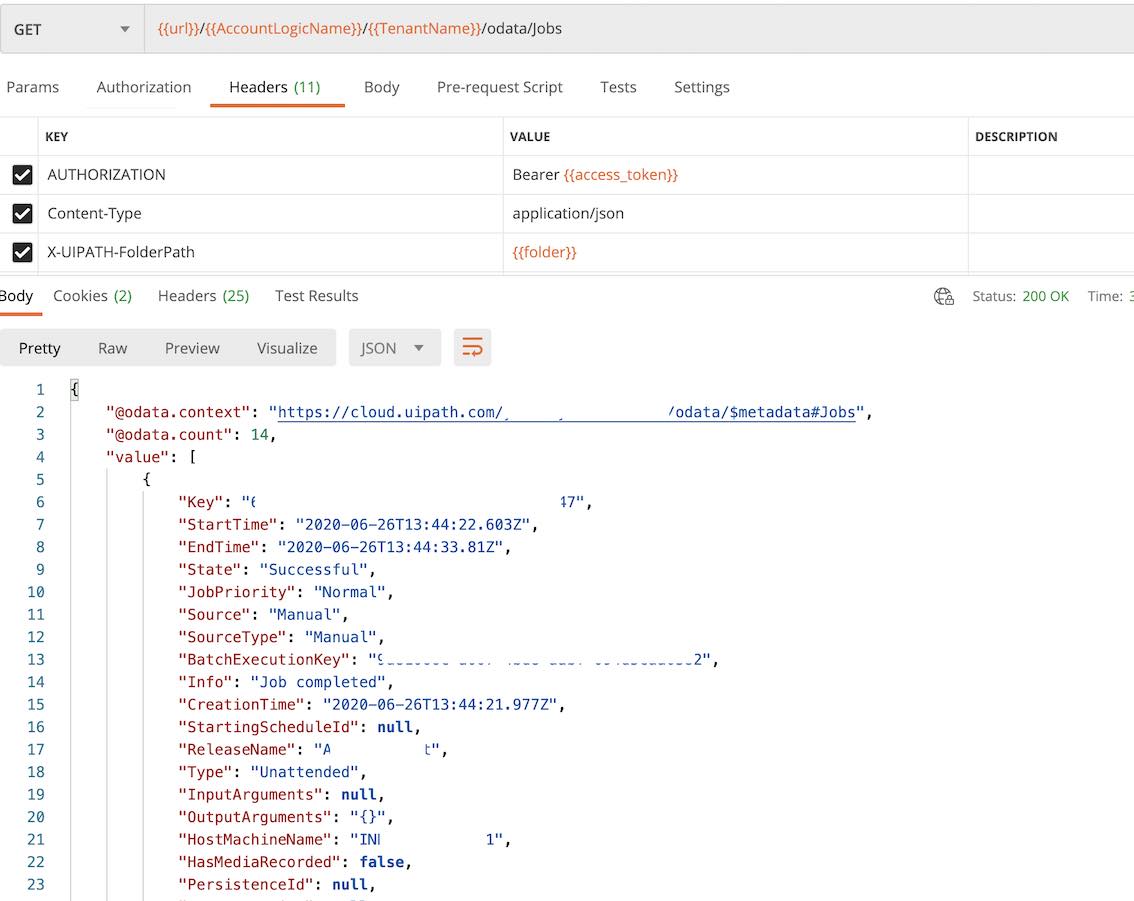 GET {{url}}/{{AccountLogicName}}/{{TenantName}}/odata/Jobs
Params Authorization Headers (11) Body Pre-request Script Tests Settings
KEY VALUE DESCRIPTION
AUTHORIZATION Bearer {{access_token}}
Content-Type application/json
X-UIPATH-FolderPath {{folder}}
Body Cookies (2) Headers (25) Test Results Status: 200 OK Time:
Pretty Raw Preview Visualize JSON
1 {
2 "@odata.context": "https://cloud.uipath.com/ /odata/$metadata#Jobs",
3 "@odata.count": 14,
4 "value": [
5 {
6 "Key": "6 47",
7 "StartTime": "2020-06-26T13:44:22.603Z",
8 "EndTime": "2020-06-26T13:44:33.81Z",
9 "State": "Successful",
10 "JobPriority": "Normal",
11 "Source": "Manual",
12 "SourceType": "Manual",
13 "BatchExecutionKey": "9 2",
14 "Info": "Job completed",
15 "CreationTime": "2020-06-26T13:44:21.977Z",
16 "StartingScheduleId": null,
17 "ReleaseName": "A t",
18 "Type": "Unattended",
19 "InputArguments": null,
20 "OutputArguments": "{}",
21 "HostMachineName": "IN 1",
22 "HasMediaRecorded": false,
23 "PersistenceId": null,